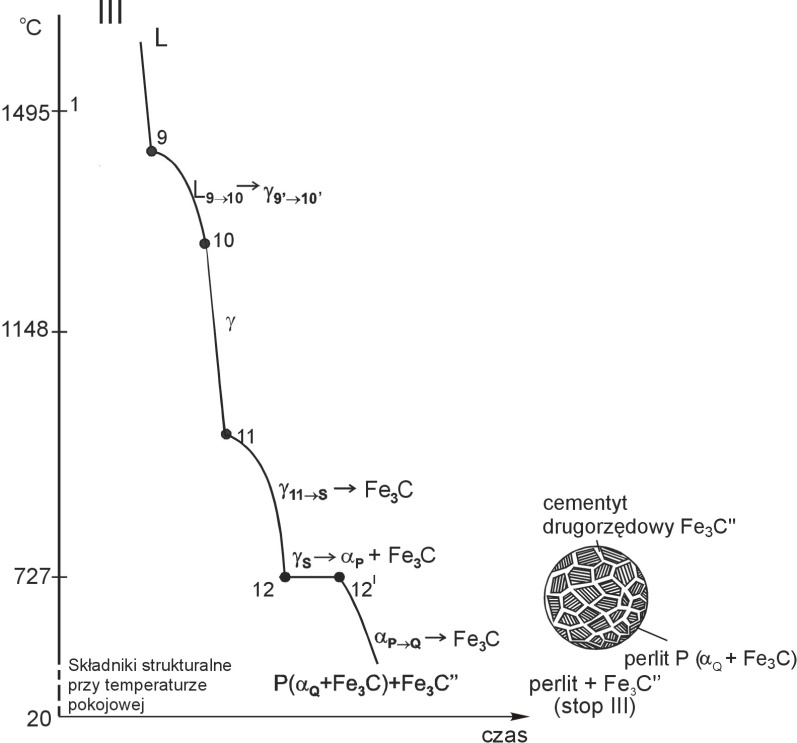 III
°C
L
1495
1
9
L₉→₁₀ → γ₉'→₁₀'
10
1148
γ
11
γ₁₁→S → Fe₃C
cementyt
drugorzędowy Fe₃C"
γS → αP + Fe₃C
727
12
12'
αP→Q → Fe₃C
perlit P (αQ + Fe₃C)
Składniki strukturalne
przy temperaturze
pokojowej
P(αQ+Fe₃C)+Fe₃C"
perlit + Fe₃C"
(stop III)
20
czas